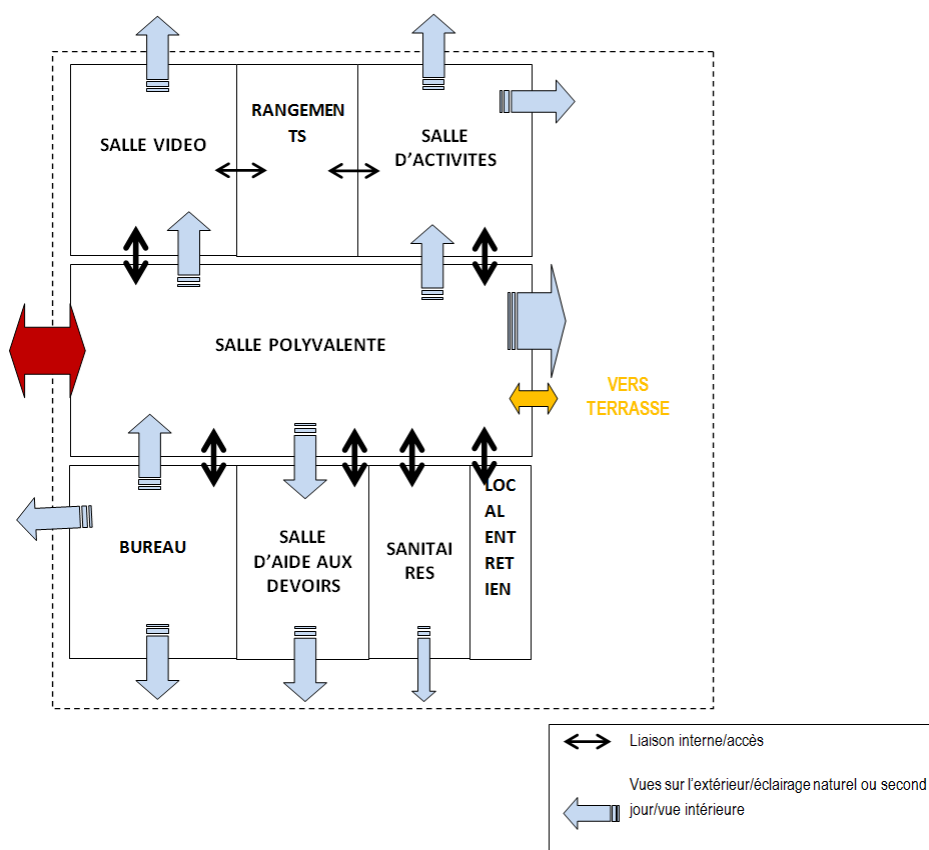 SALLE VIDEO
RANGEMEN
TS
SALLE
D'ACTIVITES
SALLE POLYVALENTE
VERS
TERRASSE
BUREAU
SALLE
D'AIDE AUX
DEVOIRS
SANITAI
RES
LOC
AL
ENT
RET
IEN
Liaison interne/accès
Vues sur l'extérieur/éclairage naturel ou second
jour/vue intérieure